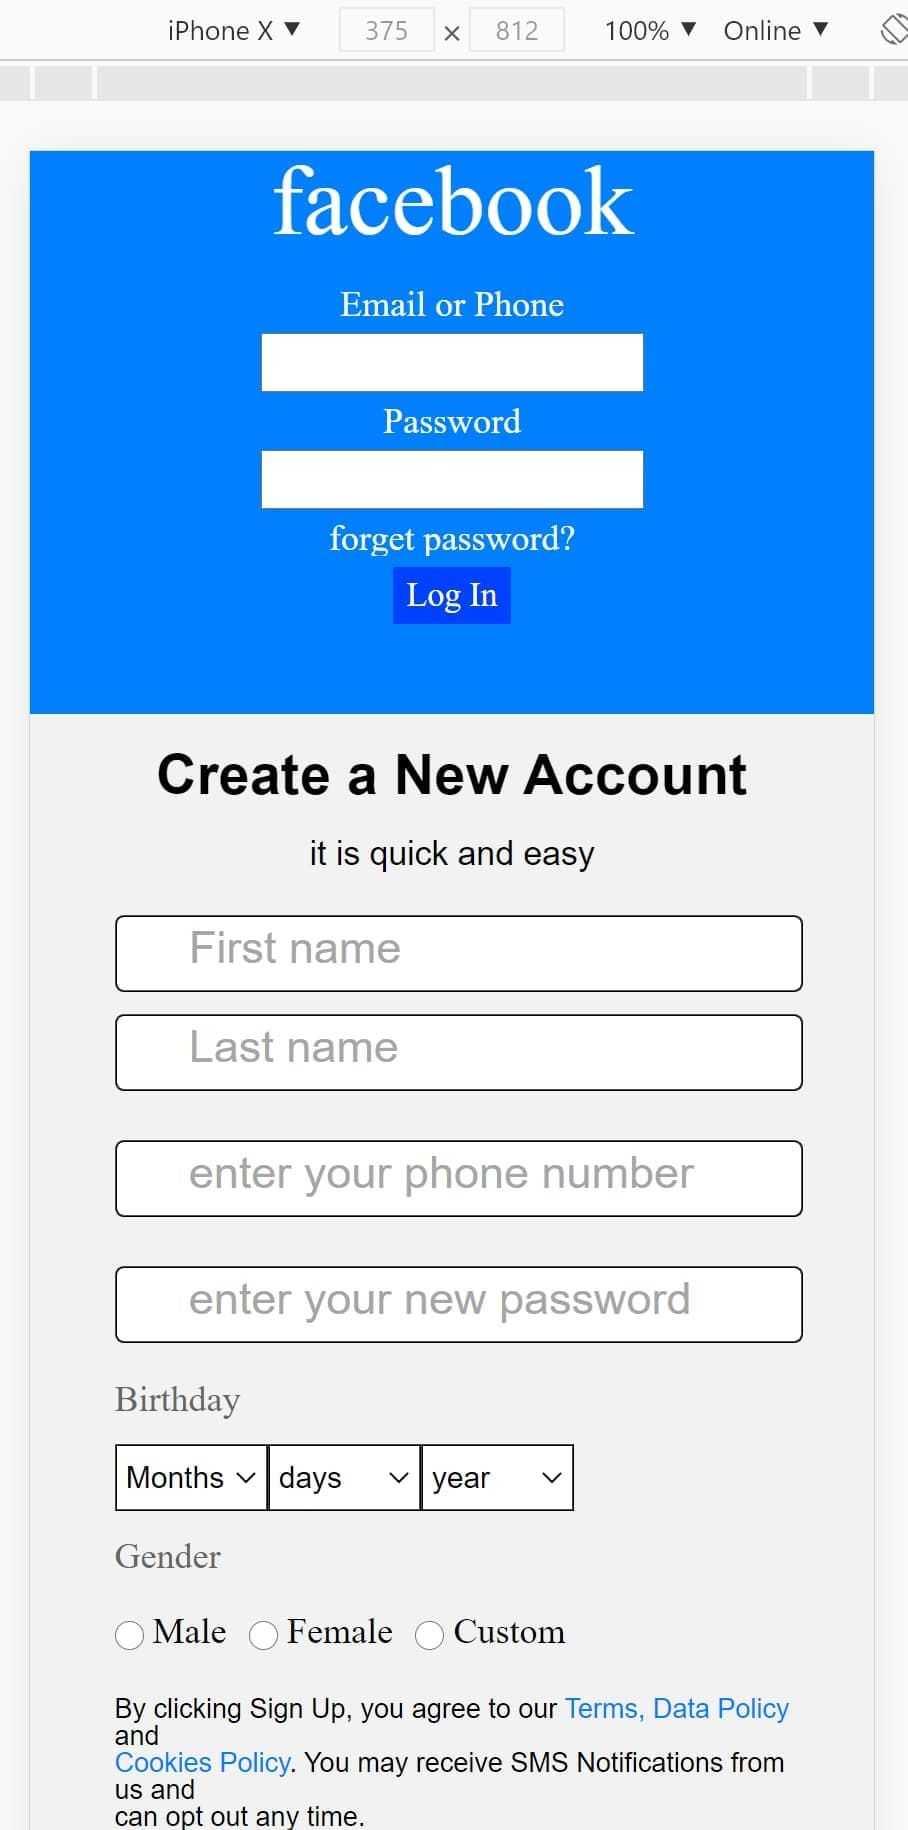 iPhone X ▼ 375 × 812 100% ▼ Online ▼
facebook
Email or Phone
Password
forget password?
Log In
Create a New Account
it is quick and easy
First name
Last name
enter your phone number
enter your new password
Birthday
Months days year
Gender
Male Female Custom
By clicking Sign Up, you agree to our Terms, Data Policy
and
Cookies Policy. You may receive SMS Notifications from
us and
can opt out any time.